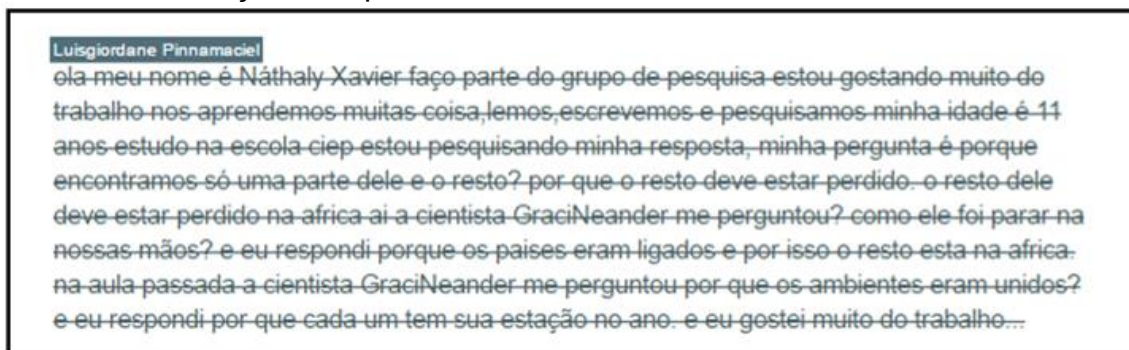 Luisgiordane Pinnamaciel
ola meu nome é Náthaly Xavier faço parte do grupo de pesquisa estou gostando muito do
trabalho nos aprendemos muitas coisa,lemos,escrevemos e pesquisamos minha idade é 11
anos estudo na escola ciep estou pesquisando minha resposta, minha pergunta é porque
encontramos só uma parte dele e o resto? por que o resto deve estar perdido. o resto dele
deve estar perdido na africa ai a cientista GraciNeander me perguntou? como ele foi parar na
nossas mãos? e eu respondi porque os paises eram ligados e por isso o resto esta na africa.
na aula passada a cientista GraciNeander me perguntou por que os ambientes eram unidos?
e eu respondi por que cada um tem sua estação no ano. e eu gostei muito do trabalho...